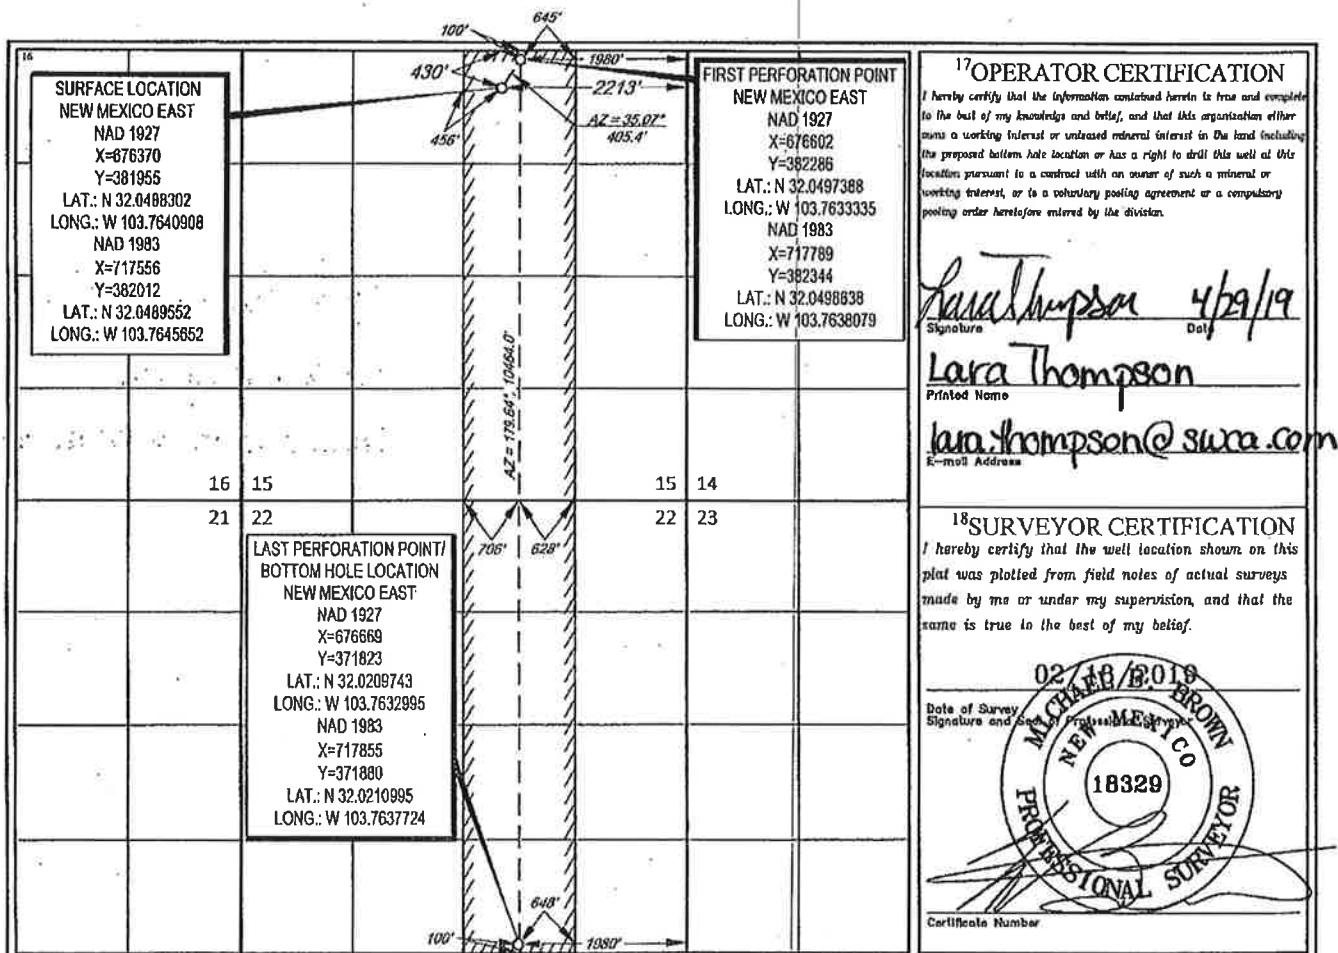 16
100'
645'
1980'
430'
2213'
456'
AZ = 35.07°
405.4'
SURFACE LOCATION
NEW MEXICO EAST
NAD 1927
X=676370
Y=381955
LAT.: N 32.0488302
LONG.: W 103.7640908
NAD 1983
X=717556
Y=382012
LAT.: N 32.0489552
LONG.: W 103.7645652
FIRST PERFORATION POINT
NEW MEXICO EAST
NAD 1927
X=676602
Y=382286
LAT.: N 32.0497388
LONG.: W 103.7633335
NAD 1983
X=717789
Y=382344
LAT.: N 32.0498638
LONG.: W 103.7638079
AZ = 179.64°, 10464.0'
16 15
15 14
21 22
22 23
706'
628'
LAST PERFORATION POINT/
BOTTOM HOLE LOCATION
NEW MEXICO EAST
NAD 1927
X=676669
Y=371823
LAT.: N 32.0209743
LONG.: W 103.7632995
NAD 1983
X=717855
Y=371880
LAT.: N 32.0210995
LONG.: W 103.7637724
648'
100'
1980'
17 OPERATOR CERTIFICATION
I hereby certify that the information contained herein is true and complete
to the best of my knowledge and belief, and that this organization either
owns a working interest or unleased mineral interest in the land including
the proposed bottom hole location or has a right to drill this well at this
location pursuant to a contract with an owner of such a mineral or
working interest, or to a voluntary pooling agreement or a compulsory
pooling order heretofore entered by the division.
Lara Thompson 4/29/19
Signature Date
Lara Thompson
Printed Name
lara.thompson@swca.com
E-mail Address
18 SURVEYOR CERTIFICATION
I hereby certify that the well location shown on this
plat was plotted from field notes of actual surveys
made by me or under my supervision, and that the
same is true to the best of my belief.
02/18/2019
Date of Survey
Signature and Seal of Professional Surveyor
MICHAEL B. BROWN
NEW MEXICO
18329
PROFESSIONAL SURVEYOR
Certificate Number